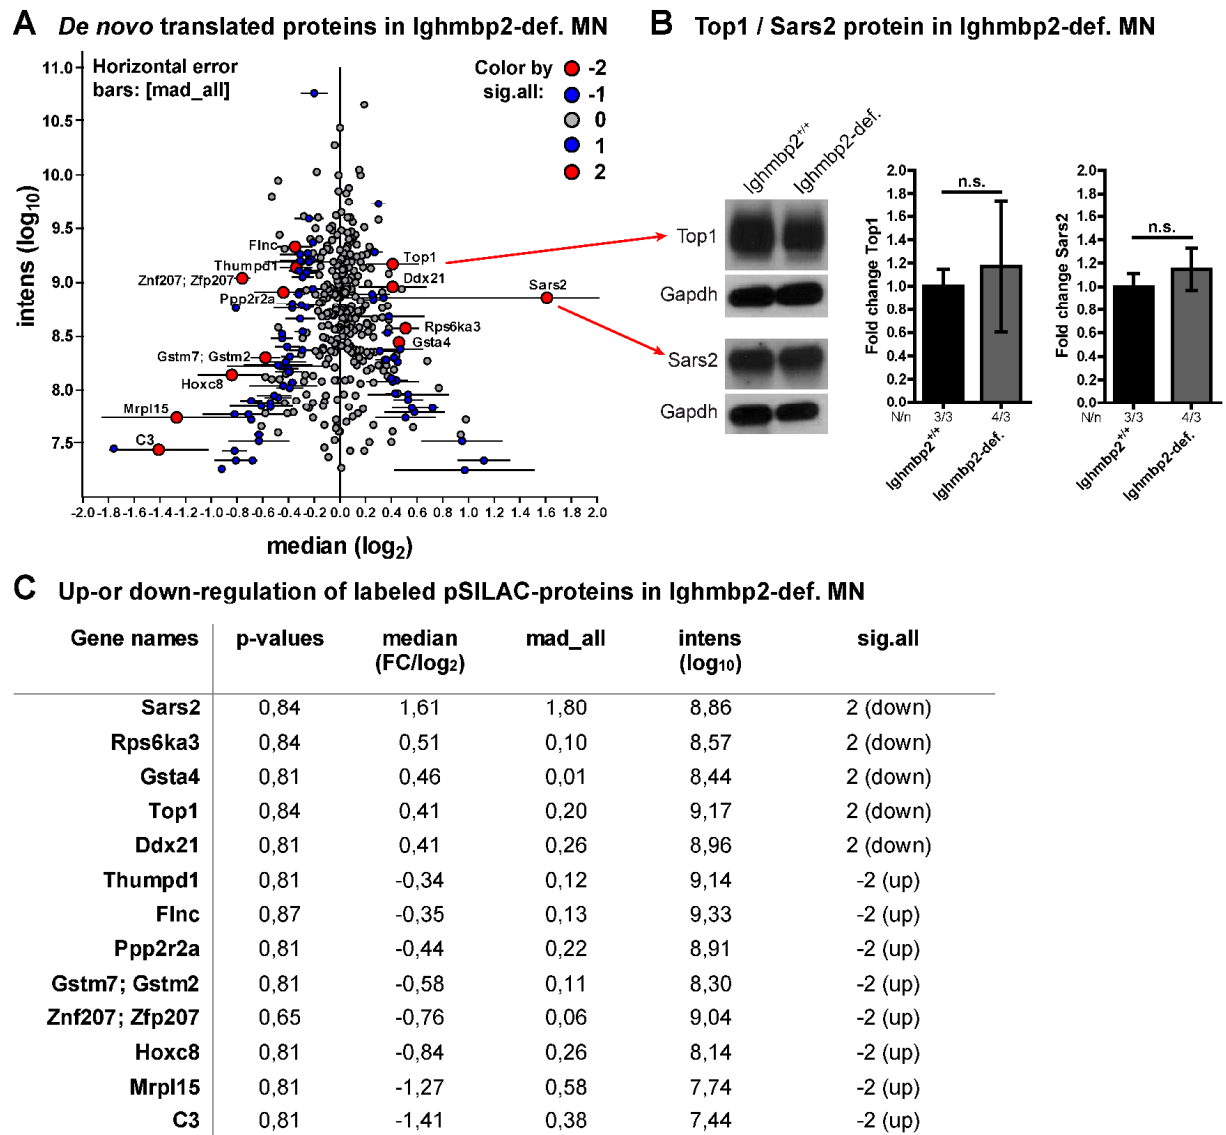 A De novo translated proteins in Ighmbp2-def. MN
Horizontal error
bars: [mad_all]
Color by
sig.all:
-2
-1
0
1
2
intens (log10)
11.0
10.5
10.0
9.5
9.0
8.5
8.0
7.5
Flnc
Thumpd1
Znf207; Zfp207
Ppp2r2a
Gstm7; Gstm2
Hoxc8
Mrpl15
C3
Top1
Ddx21
Sars2
Rps6ka3
Gsta4
-2.0 -1.8 -1.6 -1.4 -1.2 -1.0 -0.8 -0.6 -0.4 -0.2 0.0 0.2 0.4 0.6 0.8 1.0 1.2 1.4 1.6 1.8 2.0
median (log2)
B Top1 / Sars2 protein in Ighmbp2-def. MN
Ighmbp2+/+
Ighmbp2-def.
Top1
Gapdh
Sars2
Gapdh
Fold change Top1
2.0
1.8
1.6
1.4
1.2
1.0
0.8
0.6
0.4
0.2
0.0
n.s.
N/n 3/3 4/3
Ighmbp2+/+
Ighmbp2-def.
Fold change Sars2
2.0
1.8
1.6
1.4
1.2
1.0
0.8
0.6
0.4
0.2
0.0
n.s.
N/n 3/3 4/3
Ighmbp2+/+
Ighmbp2-def.
C Up-or down-regulation of labeled pSILAC-proteins in Ighmbp2-def. MN
Gene names p-values median mad_all intens sig.all
(FC/log2) (log10)
Sars2 0,84 1,61 1,80 8,86 2 (down)
Rps6ka3 0,84 0,51 0,10 8,57 2 (down)
Gsta4 0,81 0,46 0,01 8,44 2 (down)
Top1 0,84 0,41 0,20 9,17 2 (down)
Ddx21 0,81 0,41 0,26 8,96 2 (down)
Thumpd1 0,81 -0,34 0,12 9,14 -2 (up)
Flnc 0,87 -0,35 0,13 9,33 -2 (up)
Ppp2r2a 0,81 -0,44 0,22 8,91 -2 (up)
Gstm7; Gstm2 0,81 -0,58 0,11 8,30 -2 (up)
Znf207; Zfp207 0,65 -0,76 0,06 9,04 -2 (up)
Hoxc8 0,81 -0,84 0,26 8,14 -2 (up)
Mrpl15 0,81 -1,27 0,58 7,74 -2 (up)
C3 0,81 -1,41 0,38 7,44 -2 (up)